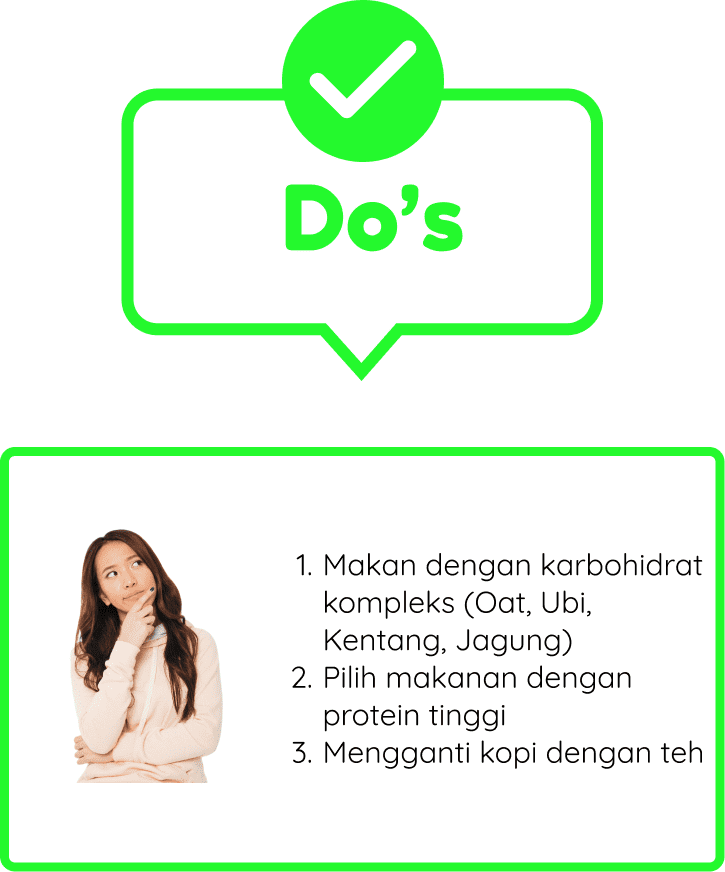 Do's
1. Makan dengan karbohidrat
kompleks (Oat, Ubi,
Kentang, Jagung)
2. Pilih makanan dengan
protein tinggi
3. Mengganti kopi dengan teh